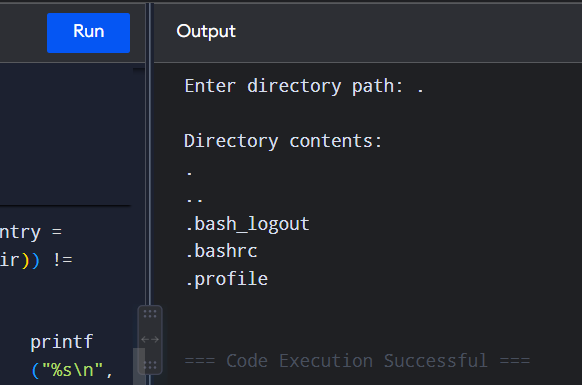 Run
Output
Enter directory path: .
Directory contents:
.
..
.bash_logout
.bashrc
.profile
=== Code Execution Successful ===
ntry =
ir)) !=
printf
("%s\n",